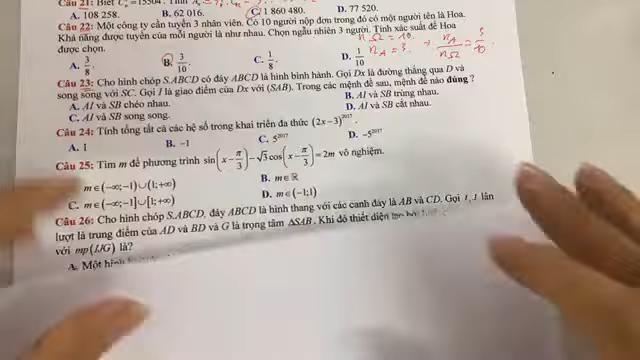 Câu 21: Biết
A. 108 258. B. 62 016. C. 1 860 480. D. 77 520.
Câu 22: Một công ty cần tuyển 3 nhân viên. Có 10 người nộp đơn trong đó có một người tên là Hoa.
Khả năng được tuyển của mỗi người là như nhau. Chọn ngẫu nhiên 3 người. Tính xác suất để Hoa
được chọn.
n_Ω = 10.
n_A = 3. → n_A/n_Ω = 3/10.
A. 3/8. B. 3/10. C. 1/8. D. 1/10
Câu 23: Cho hình chóp S.ABCD có đáy ABCD là hình bình hành. Gọi Dx là đường thẳng qua D và
song song với SC. Gọi I là giao điểm của Dx với (SAB). Trong các mệnh đề sau, mệnh đề nào đúng ?
A. AI và SB chéo nhau. B. AI và SB trùng nhau.
C. AI và SB song song. D. AI và SB cắt nhau.
Câu 24: Tính tổng tất cả các hệ số trong khai triển đa thức (2x−3)^2017.
A. 1 B. −1 C. 5^2017 D. −5^2017
Câu 25: Tìm m để phương trình sin(x−π/3)−√3cos(x−π/3)=2m vô nghiệm.
m∈(−∞;−1)∪(1;+∞) B. m∈ℝ
C. m∈(−∞;−1]∪[1;+∞) D. m∈(−1;1)
Câu 26: Cho hình chóp S.ABCD, đáy ABCD là hình thang với các cạnh đáy là AB và CD. Gọi I, J lần
lượt là trung điểm của AD và BD và G là trọng tâm ΔSAB. Khi đó thiết diện
với mp(IJG) là?
A. Một hình